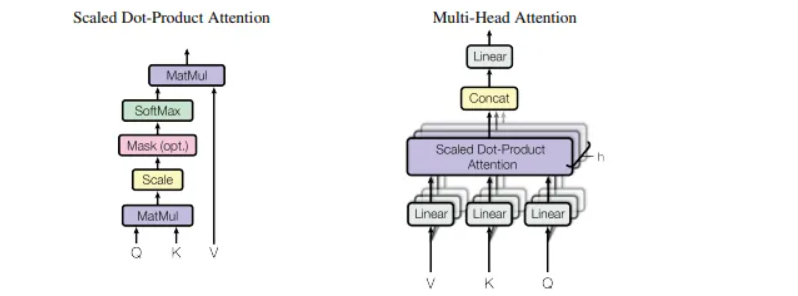 Scaled Dot-Product Attention
MatMul
SoftMax
Mask (opt.)
Scale
MatMul
Q K V
Multi-Head Attention
Linear
Concat
Scaled Dot-Product
Attention
h
Linear Linear Linear
V K Q